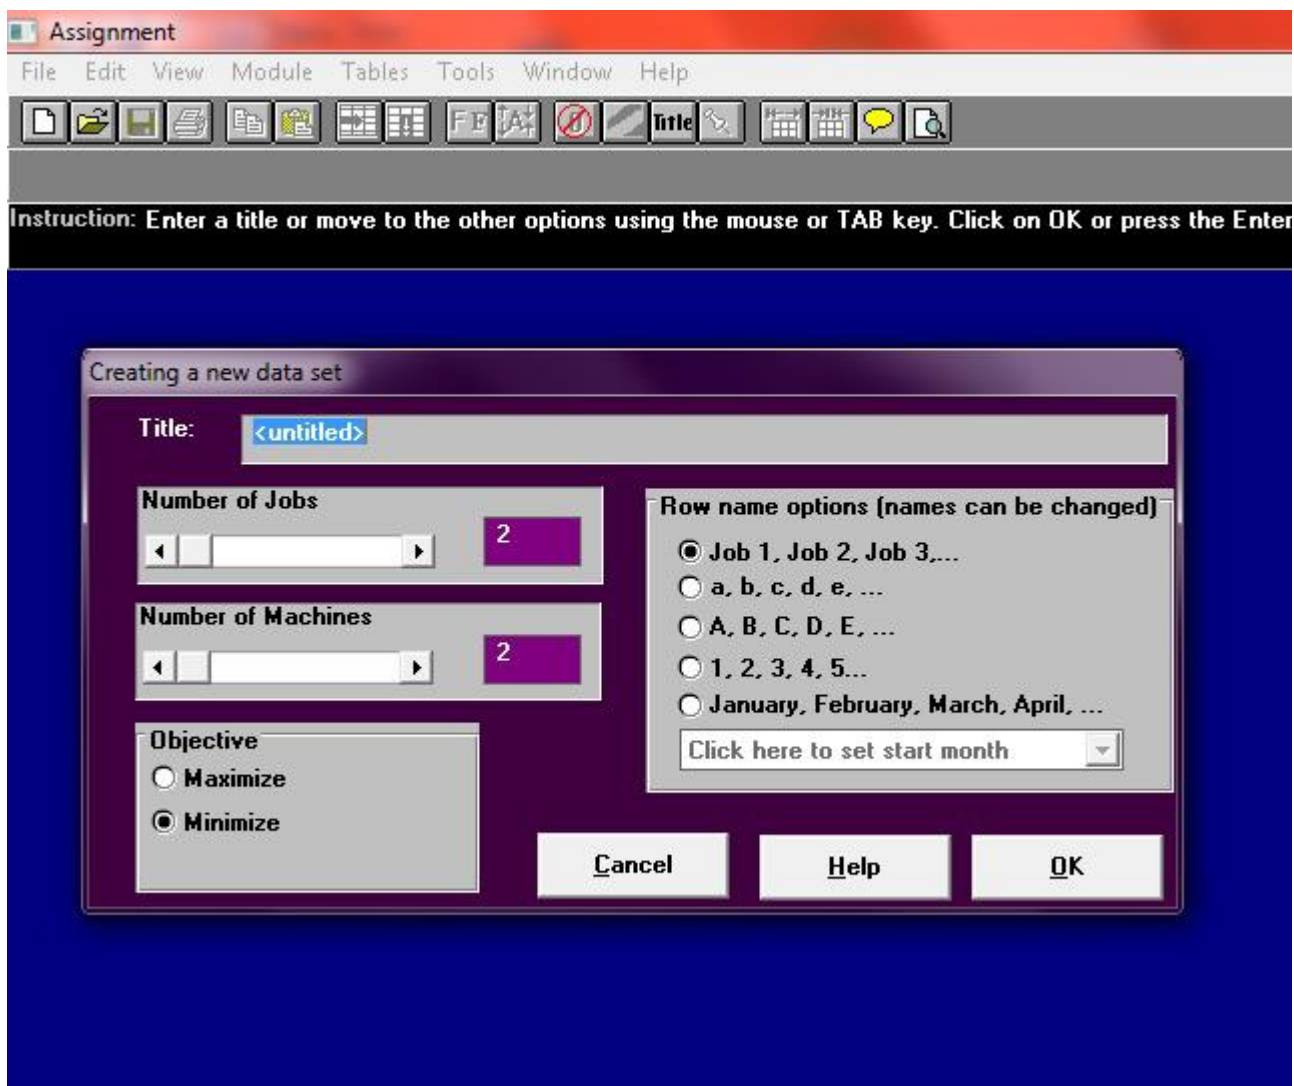 Assignment
File Edit View Module Tables Tools Window Help
Title
Instruction: Enter a title or move to the other options using the mouse or TAB key. Click on OK or press the Enter
Creating a new data set
Title: <untitled>
Number of Jobs
2
Number of Machines
2
Objective
Maximize
Minimize
Row name options (names can be changed)
Job 1, Job 2, Job 3,...
a, b, c, d, e, ...
A, B, C, D, E, ...
1, 2, 3, 4, 5...
January, February, March, April, ...
Click here to set start month
Cancel Help OK